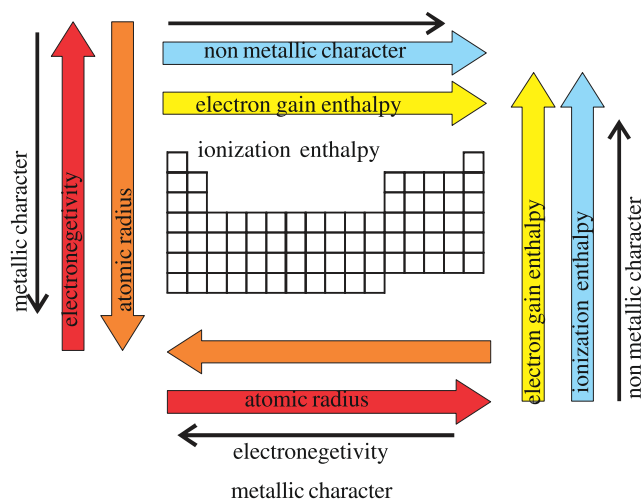 non metallic character
electron gain enthalpy
ionization enthalpy
metallic character
electronegetivity
atomic radius
electron gain enthalpy
ionization enthalpy
non metallic character
atomic radius
electronegetivity
metallic character